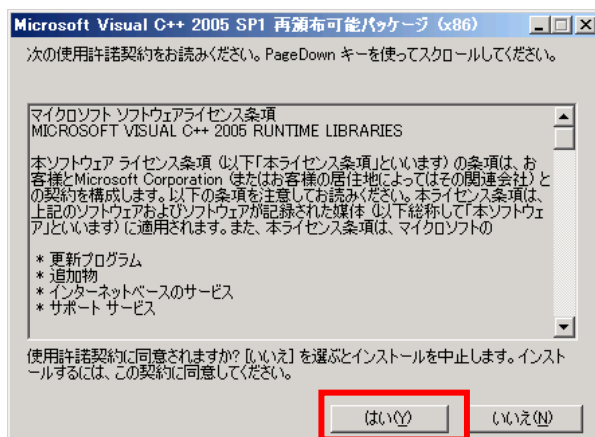 Microsoft Visual C++ 2005 SP1 再頒布可能パッケージ (x86)
次の使用許諾契約をお読みください。PageDown キーを使ってスクロールしてください。
マイクロソフト ソフトウェアライセンス条項
MICROSOFT VISUAL C++ 2005 RUNTIME LIBRARIES
本ソフトウェア ライセンス条項 (以下「本ライセンス条項」といいます) の条項は、お
客様とMicrosoft Corporation (またはお客様の居住地によってはその関連会社) と
の契約を構成します。以下の条項を注意してお読みください。本ライセンス条項は、
上記のソフトウェアおよびソフトウェアが記録された媒体 (以下総称して「本ソフトウェ
ア」といいます) に適用されます。また、本ライセンス条項は、マイクロソフトの
* 更新プログラム
* 追加物
* インターネットベースのサービス
* サポート サービス
使用許諾契約に同意されますか? [いいえ] を選ぶとインストールを中止します。インスト
ールするには、この契約に同意してください。
はい(Y) いいえ(N)